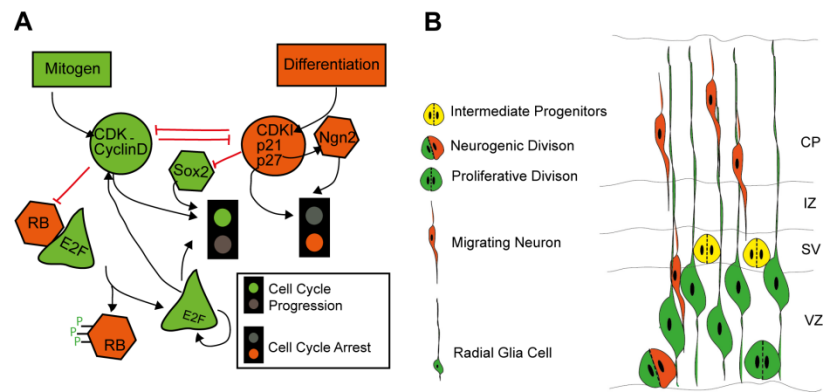 A
Mitogen
Differentiation
CDK-
CyclinD
CDKI
p21
p27
Ngn2
Sox2
RB
E2F
E2F
P
P
P
RB
Cell Cycle
Progression
Cell Cycle Arrest
B
Intermediate Progenitors
Neurogenic Divison
Proliferative Divison
Migrating Neuron
Radial Glia Cell
CP
IZ
SV
VZ